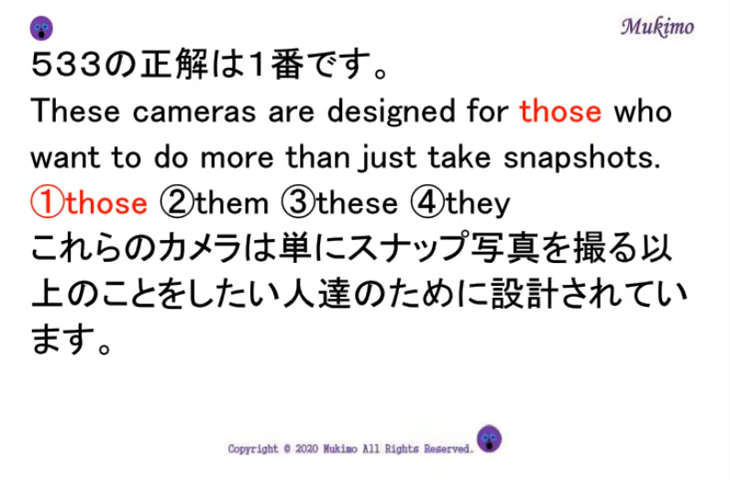 Mukimo
５３３の正解は１番です。
These cameras are designed for those who
want to do more than just take snapshots.
①those ②them ③these ④they
これらのカメラは単にスナップ写真を撮る以
上のことをしたい人達のために設計されてい
ます。
Copyright © 2020 Mukimo All Rights Reserved.